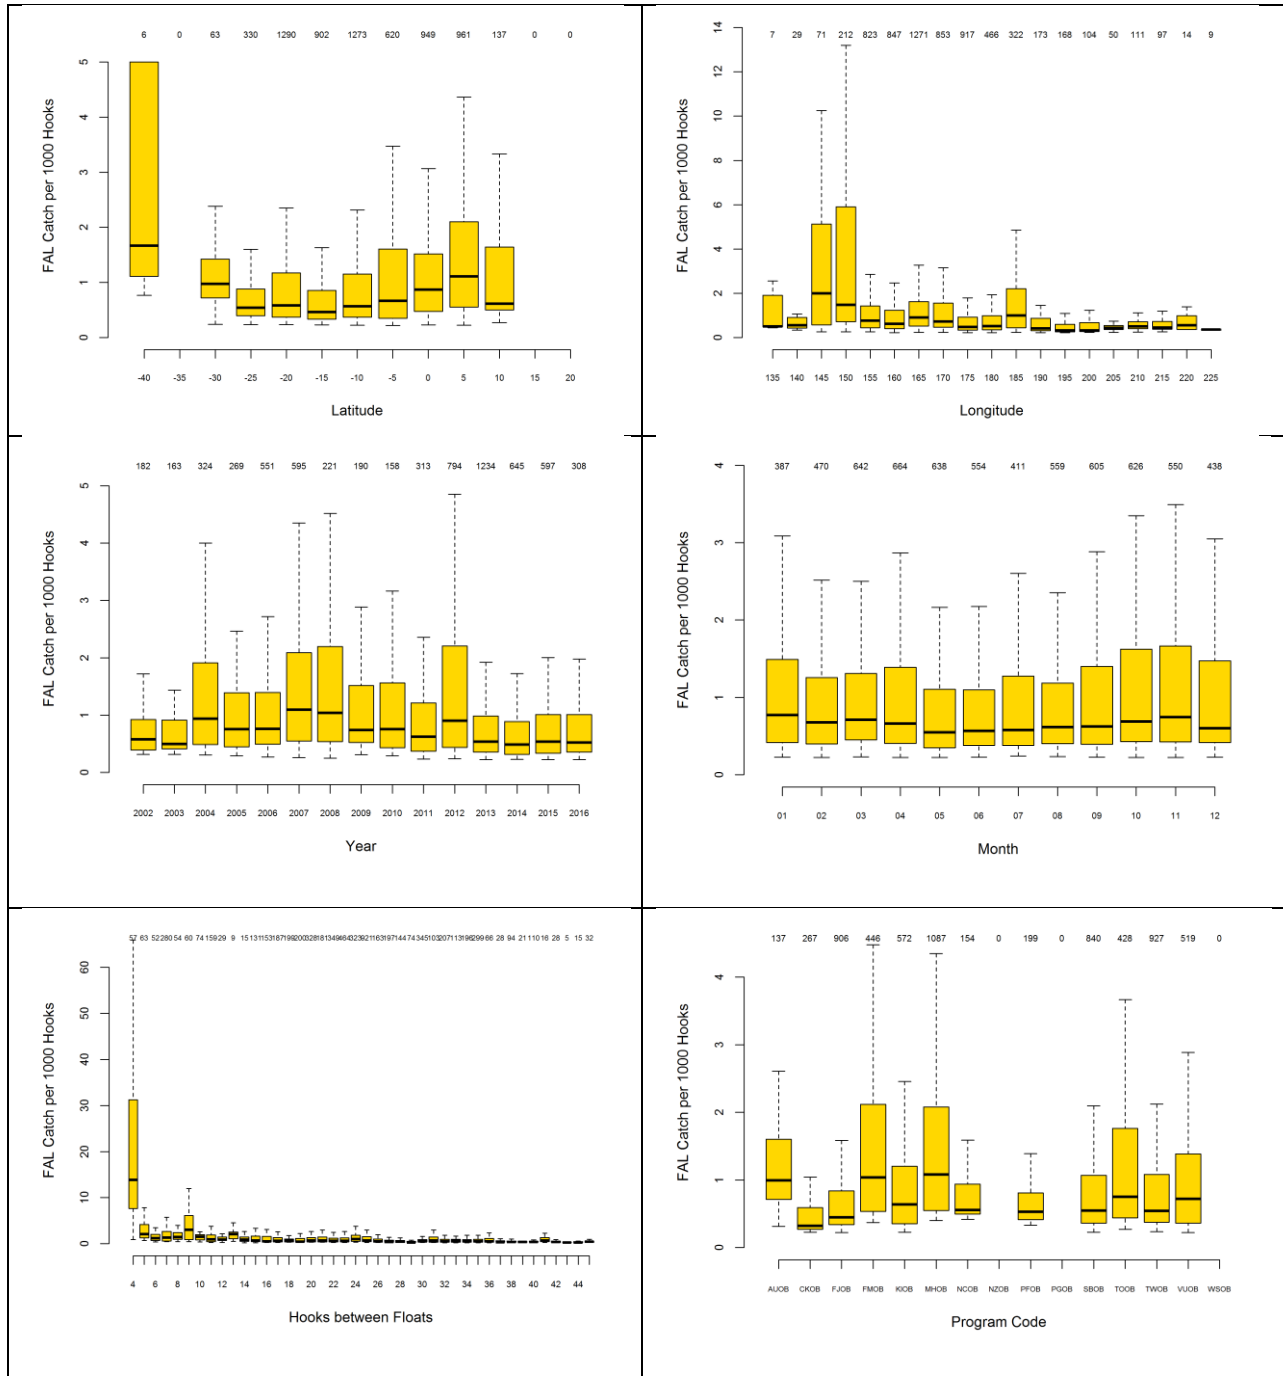 6 0 63 330 1290 902 1273 620 949 961 137 0 0
FAL Catch per 1000 Hooks
5
4
3
2
1
0
-40 -35 -30 -25 -20 -15 -10 -5 0 5 10 15 20
Latitude
7 29 71 212 823 847 1271 853 917 466 322 173 168 104 50 111 97 14 9
FAL Catch per 1000 Hooks
14
12
10
8
6
4
2
0
135 140 145 150 155 160 165 170 175 180 185 190 195 200 205 210 215 220 225
Longitude
182 163 324 269 551 595 221 190 158 313 794 1234 645 597 308
FAL Catch per 1000 Hooks
5
4
3
2
1
0
2002 2003 2004 2005 2006 2007 2008 2009 2010 2011 2012 2013 2014 2015 2016
Year
387 470 642 664 638 554 411 559 605 626 550 438
FAL Catch per 1000 Hooks
4
3
2
1
0
01 02 03 04 05 06 07 08 09 10 11 12
Month
57 63 52 280 54 60 74 159 29 9 15
FAL Catch per 1000 Hooks
60
50
40
30
20
10
0
4 6 8 10 12 14 16 18 20 22 24 26 28 30 32 34 36 38 40 42 44
Hooks between Floats
137 267 906 446 572 1087 154 0 199 0 840 428 927 519 0
FAL Catch per 1000 Hooks
4
3
2
1
0
AUOB CKOB FJOB FMOB KIOB MHOB NCOB NZOB PFOB PGOB SBOB TOOB TWOB VUOB WSOB
Program Code